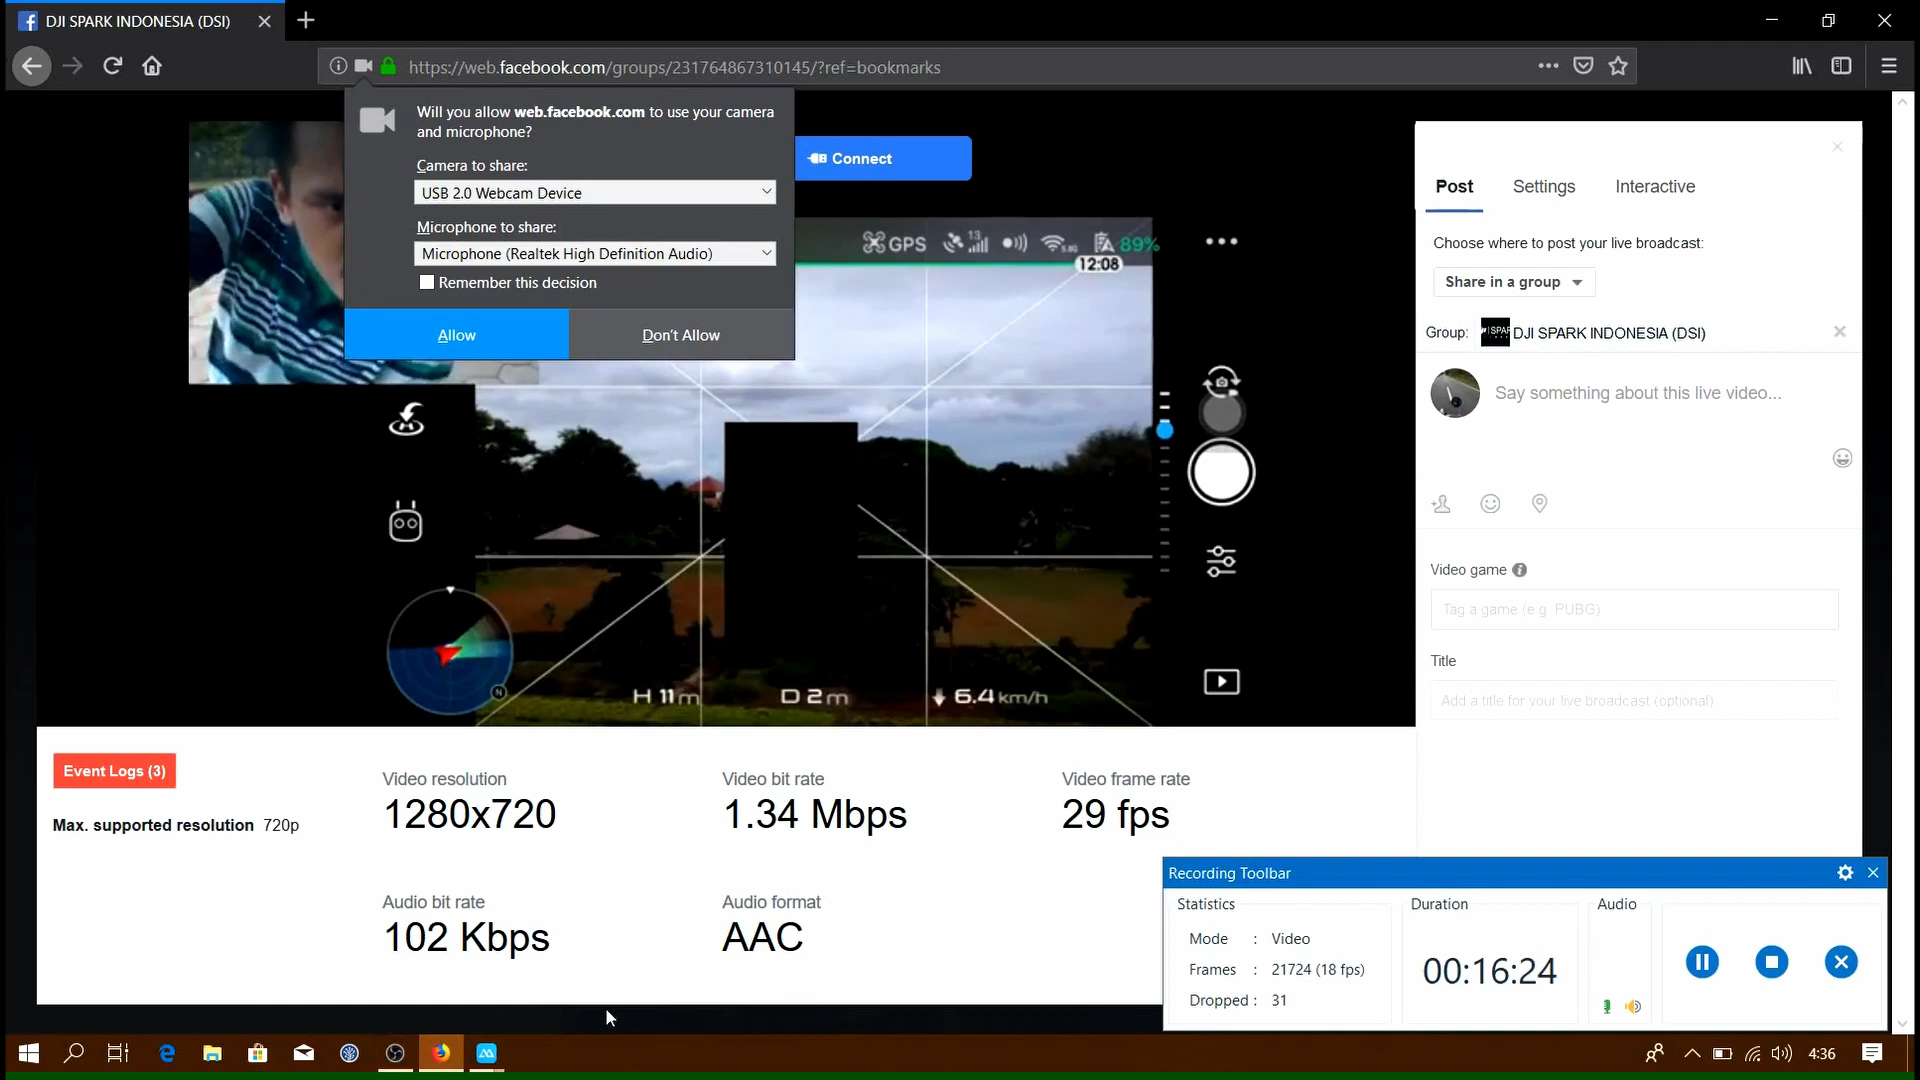 DJI SPARK INDONESIA (DSI)
https://web.facebook.com/groups/231764867310145/?ref=bookmarks
Will you allow web.facebook.com to use your camera
and microphone?
Camera to share:
USB 2.0 Webcam Device
Microphone to share:
Microphone (Realtek High Definition Audio)
Remember this decision
Allow
Don't Allow
Connect
GPS
13
5.8G
89%
12:08
N
H 11m
D 2m
6.4 km/h
Post
Settings
Interactive
Choose where to post your live broadcast:
Share in a group
Group:
DJI SPARK INDONESIA (DSI)
Say something about this live video...
Video game
Tag a game (e.g. PUBG)
Title
Add a title for your live broadcast (optional)
Event Logs (3)
Max. supported resolution 720p
Video resolution
1280x720
Video bit rate
1.34 Mbps
Video frame rate
29 fps
Audio bit rate
102 Kbps
Audio format
AAC
Recording Toolbar
Statistics
Mode : Video
Frames : 21724 (18 fps)
Dropped : 31
Duration
00:16:24
Audio
4:36